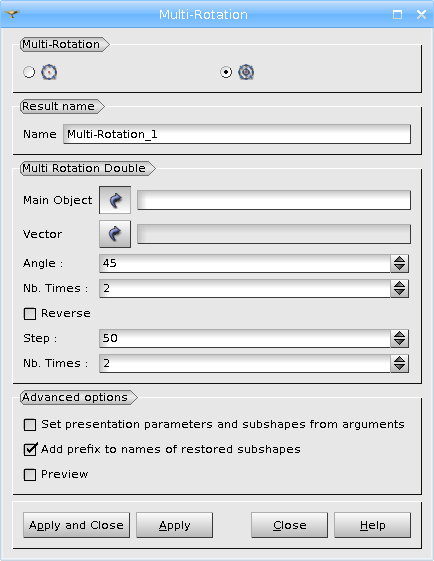 Multi-Rotation
Multi-Rotation
Result name
Name Multi-Rotation_1
Multi Rotation Double
Main Object
Vector
Angle : 45
Nb. Times : 2
Reverse
Step : 50
Nb. Times : 2
Advanced options
Set presentation parameters and subshapes from arguments
Add prefix to names of restored subshapes
Preview
Apply and Close Apply Close Help